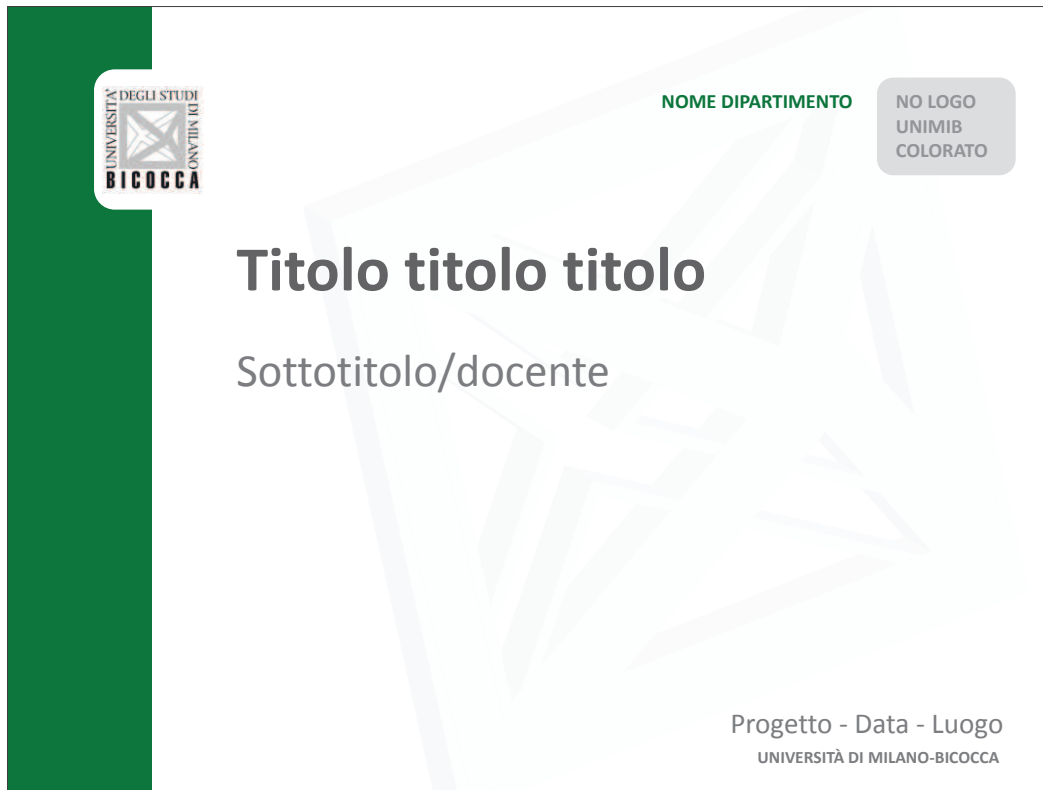 UNIVERSITÀ
DEGLI STUDI
DI MILANO
BICOCCA
NOME DIPARTIMENTO
NO LOGO
UNIMIB
COLORATO
Titolo titolo titolo
Sottotitolo/docente
Progetto - Data - Luogo
UNIVERSITÀ DI MILANO-BICOCCA